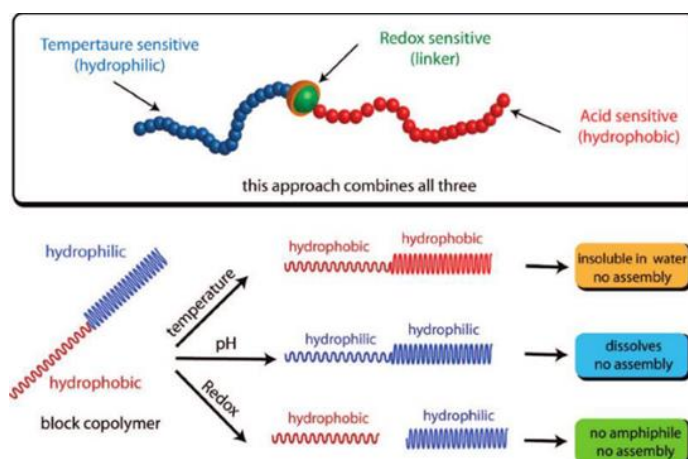 Tempertaure sensitive
(hydrophilic)
Redox sensitive
(linker)
Acid sensitive
(hydrophobic)
this approach combines all three
hydrophilic
hydrophobic
block copolymer
temperature
hydrophobic
hydrophobic
insoluble in water
no assembly
pH
hydrophilic
hydrophilic
dissolves
no assembly
Redox
hydrophobic
hydrophilic
no amphiphile
no assembly